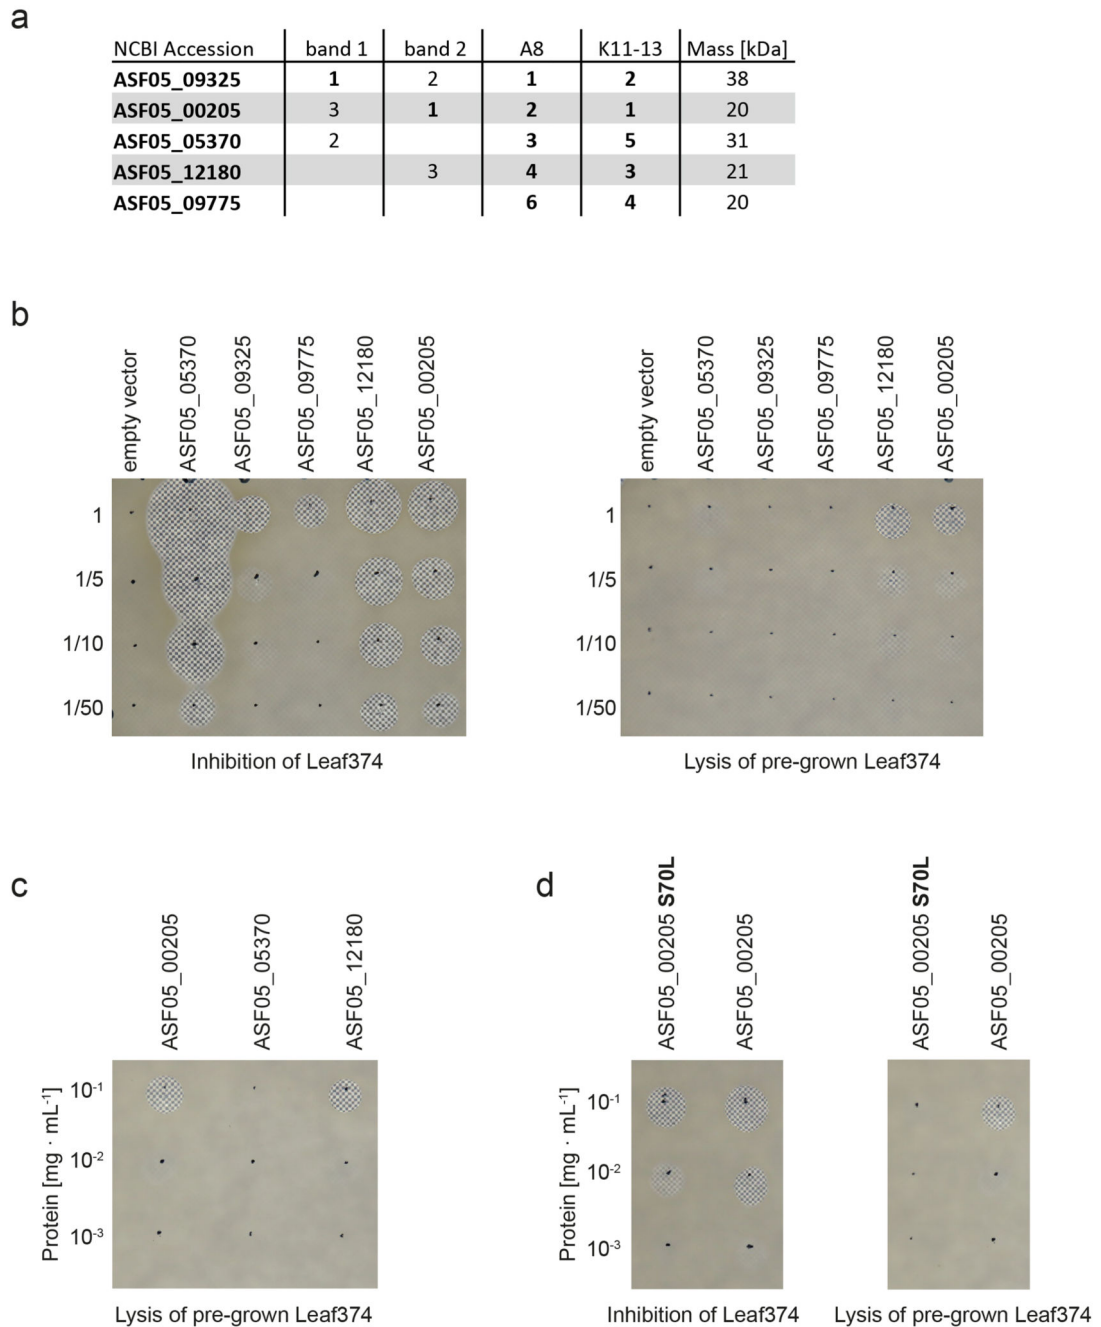 a
NCBI Accession band 1 band 2 A8 K11-13 Mass [kDa]
ASF05_09325 1 2 1 2 38
ASF05_00205 3 1 2 1 20
ASF05_05370 2 3 5 31
ASF05_12180 3 4 3 21
ASF05_09775 6 4 20
b
empty vector
ASF05_05370
ASF05_09325
ASF05_09775
ASF05_12180
ASF05_00205
1
1/5
1/10
1/50
Inhibition of Leaf374
empty vector
ASF05_05370
ASF05_09325
ASF05_09775
ASF05_12180
ASF05_00205
1
1/5
1/10
1/50
Lysis of pre-grown Leaf374
c
ASF05_00205
ASF05_05370
ASF05_12180
Protein [mg · mL⁻¹]
10⁻¹
10⁻²
10⁻³
Lysis of pre-grown Leaf374
d
ASF05_00205 S70L
ASF05_00205
Protein [mg · mL⁻¹]
10⁻¹
10⁻²
10⁻³
Inhibition of Leaf374
ASF05_00205 S70L
ASF05_00205
Lysis of pre-grown Leaf374